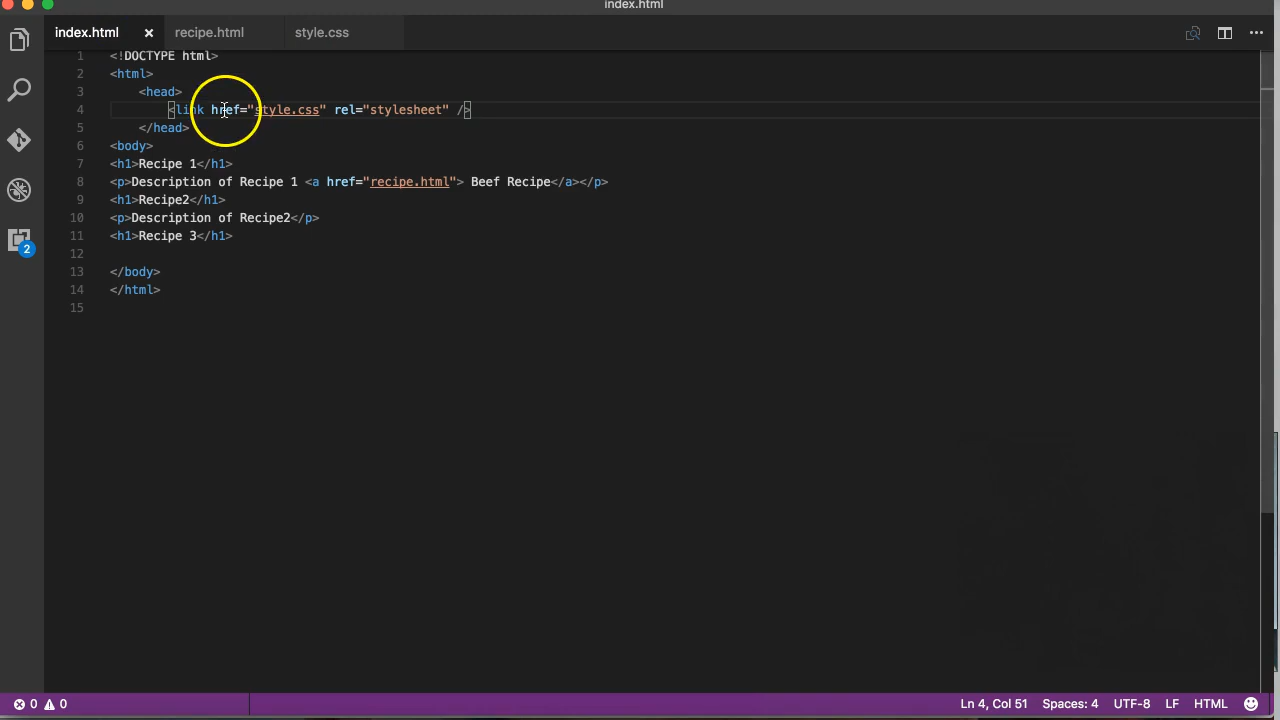 index.html
index.html × recipe.html style.css
1 <!DOCTYPE html>
2 <html>
3 <head>
4 <link href="style.css" rel="stylesheet" />
5 </head>
6 <body>
7 <h1>Recipe 1</h1>
8 <p>Description of Recipe 1 <a href="recipe.html"> Beef Recipe</a></p>
9 <h1>Recipe2</h1>
10 <p>Description of Recipe2</p>
11 <h1>Recipe 3</h1>
12
13 </body>
14 </html>
15
2
0 0 Ln 4, Col 51 Spaces: 4 UTF-8 LF HTML